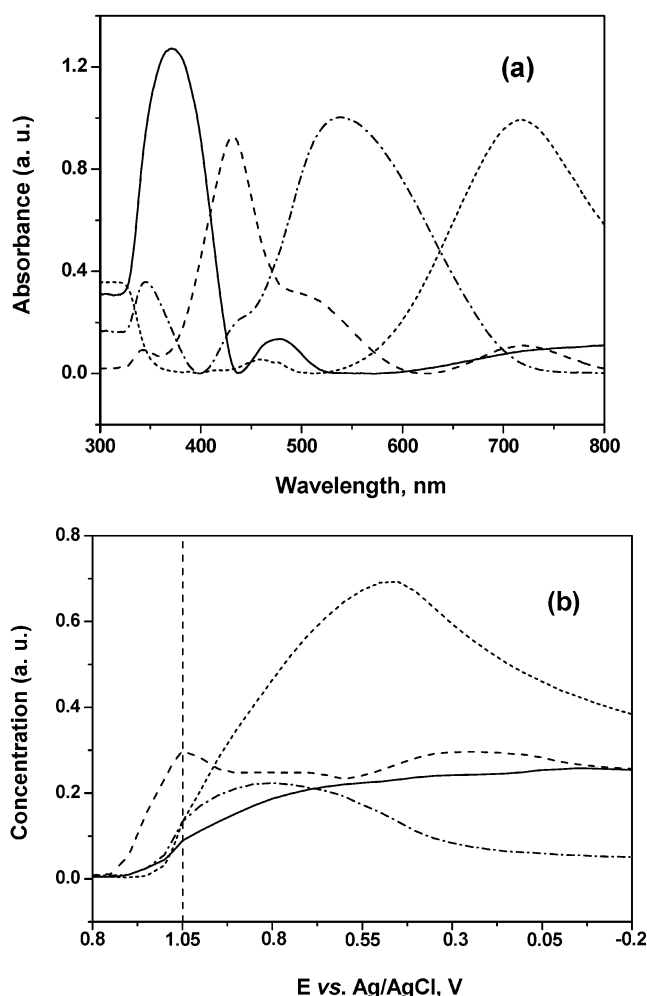 (a)
Absorbance (a. u.)
1.2
0.8
0.4
0.0
300 400 500 600 700 800
Wavelength, nm
(b)
Concentration (a. u.)
0.8
0.6
0.4
0.2
0.0
0.8 1.05 0.8 0.55 0.3 0.05 -0.2
E vs. Ag/AgCl, V